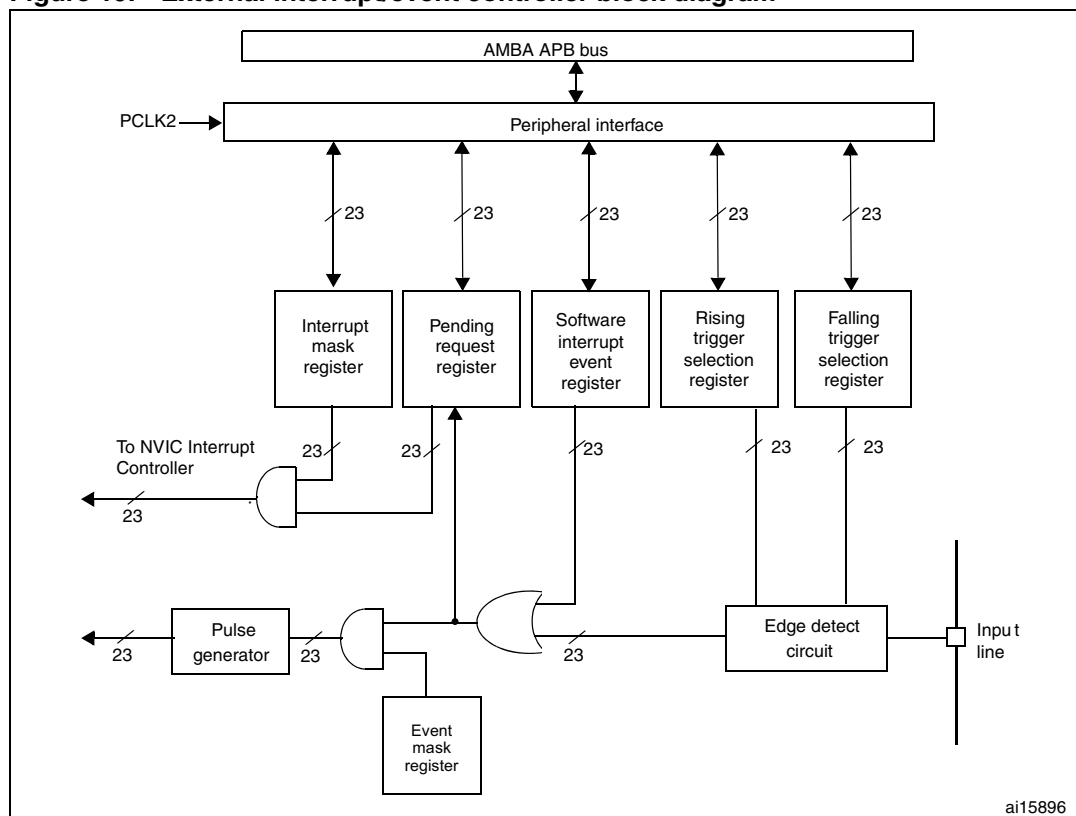 AMBA APB bus
PCLK2
Peripheral interface
23
23
23
23
23
Interrupt
mask
register
Pending
request
register
Software
interrupt
event
register
Rising
trigger
selection
register
Falling
trigger
selection
register
To NVIC Interrupt
Controller
23
23
23
23
23
23
Pulse
generator
23
23
23
Edge detect
circuit
Input
line
Event
mask
register
ai15896